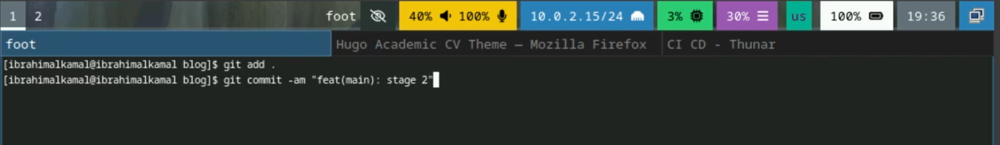 1 2 foot 40% 100% 10.0.2.15/24 3% 30% us 100% 19:36
foot Hugo Academic CV Theme — Mozilla Firefox CI CD - Thunar
[ibrahimalkamal@ibrahimalkamal blog]$ git add .
[ibrahimalkamal@ibrahimalkamal blog]$ git commit -am "feat(main): stage 2"